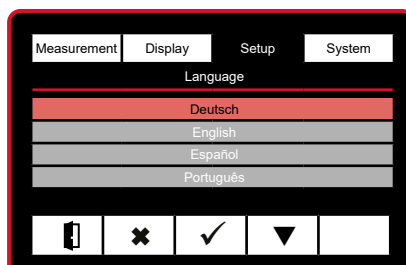 Measurement Display Setup System
Language
Deutsch
English
Español
Português